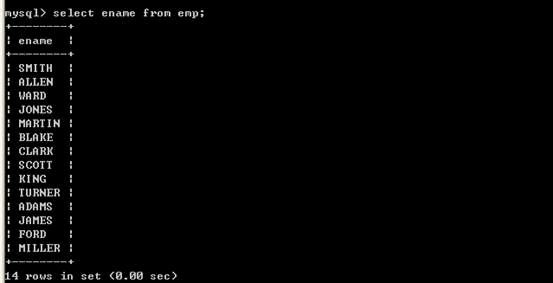 mysql> select ename from emp;
+--------+
| ename  |
+--------+
| SMITH  |
| ALLEN  |
| WARD   |
| JONES  |
| MARTIN |
| BLAKE  |
| CLARK  |
| SCOTT  |
| KING   |
| TURNER |
| ADAMS  |
| JAMES  |
| FORD   |
| MILLER |
+--------+
14 rows in set (0.00 sec)